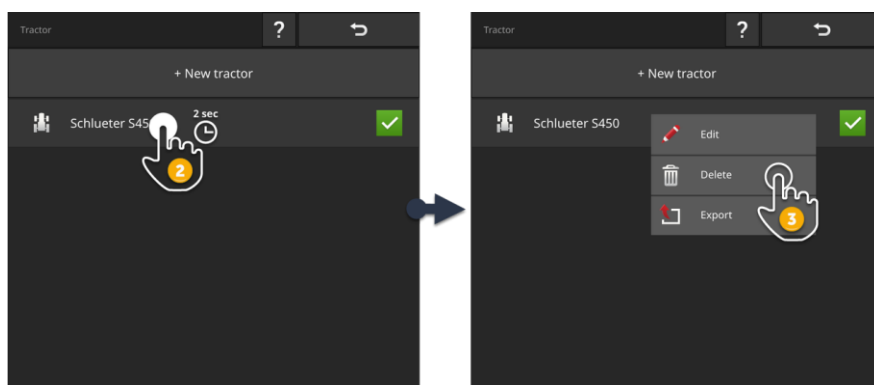 Tractor
?
+ New tractor
Schlueter S45
2 sec
2
Tractor
?
+ New tractor
Schlueter S450
Edit
Delete
Export
3